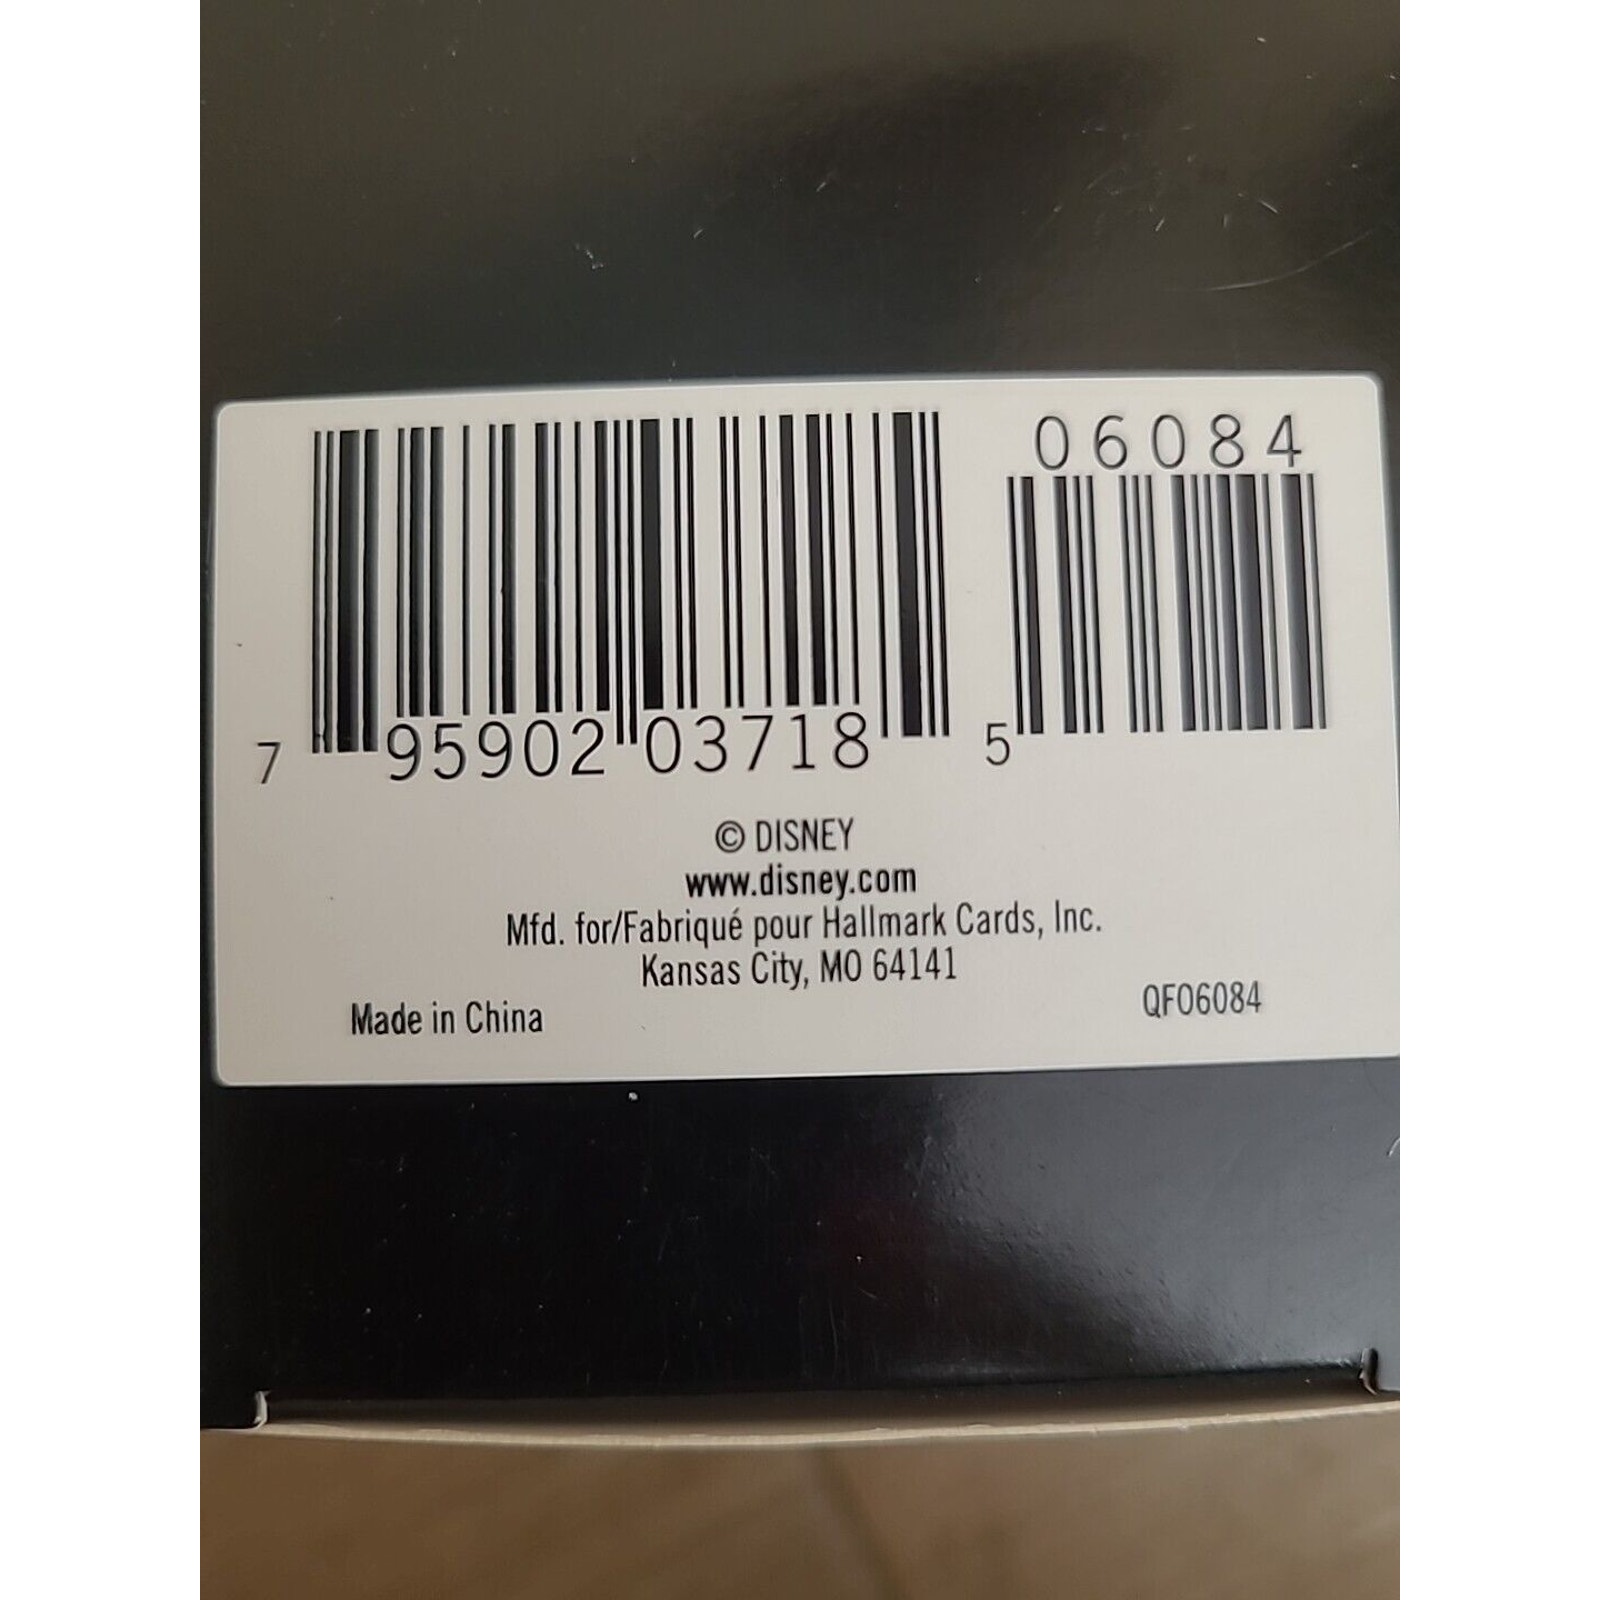 06084
7 95902 03718 5
© DISNEY
www.disney.com
Mfd. for/Fabriqué pour Hallmark Cards, Inc.
Kansas City, MO 64141
Made in China QFO6084